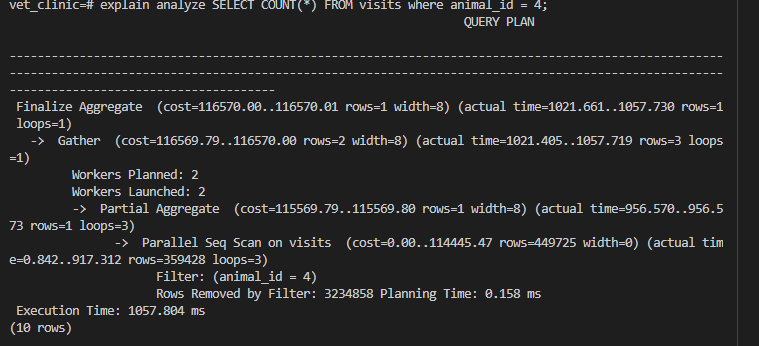 vet_clinic=# explain analyze SELECT COUNT(*) FROM visits where animal_id = 4;
QUERY PLAN
-------------------------------------------------------------------------------------------------------
-------------------------------------------------------------------------------------------------------
--------------------------------------
Finalize Aggregate  (cost=116570.00..116570.01 rows=1 width=8) (actual time=1021.661..1057.730 rows=1
loops=1)
->  Gather  (cost=116569.79..116570.00 rows=2 width=8) (actual time=1021.405..1057.719 rows=3 loops
=1)
Workers Planned: 2
Workers Launched: 2
->  Partial Aggregate  (cost=115569.79..115569.80 rows=1 width=8) (actual time=956.570..956.5
73 rows=1 loops=3)
->  Parallel Seq Scan on visits  (cost=0.00..114445.47 rows=449725 width=0) (actual tim
e=0.842..917.312 rows=359428 loops=3)
Filter: (animal_id = 4)
Rows Removed by Filter: 3234858 Planning Time: 0.158 ms
Execution Time: 1057.804 ms
(10 rows)